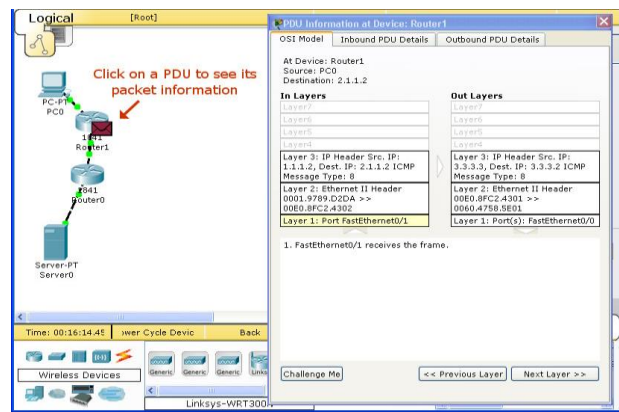 Logical
[Root]
Click on a PDU to see its
packet information
PC-PT
PC0
1841
Router1
1841
Router0
Server-PT
Server0
Time: 00:16:14.45
ower Cycle Devic
Back
Wireless Devices
Generic
Generic
Generic
Linksys-WRT300N
PDU Information at Device: Router1
OSI Model
Inbound PDU Details
Outbound PDU Details
At Device: Router1
Source: PC0
Destination: 2.1.1.2
In Layers
Out Layers
Layer7
Layer7
Layer6
Layer6
Layer5
Layer5
Layer4
Layer4
Layer 3: IP Header Src. IP:
1.1.1.2, Dest. IP: 2.1.1.2 ICMP
Message Type: 8
Layer 3: IP Header Src. IP:
3.3.3.3, Dest. IP: 3.3.3.2 ICMP
Message Type: 8
Layer 2: Ethernet II Header
0001.9789.D2DA >>
00E0.8FC2.4302
Layer 2: Ethernet II Header
00E0.8FC2.4301 >>
0060.4758.5E01
Layer 1: Port FastEthernet0/1
Layer 1: Port(s): FastEthernet0/0
1. FastEthernet0/1 receives the frame.
Challenge Me
<< Previous Layer
Next Layer >>